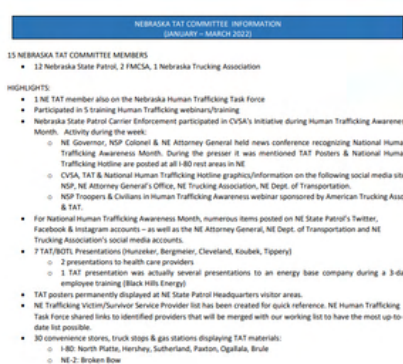 NEBRASKA TAT COMMITTEE INFORMATION
(JANUARY – MARCH 2022)
15 NEBRASKA TAT COMMITTEE MEMBERS
• 12 Nebraska State Patrol, 2 FMCSA, 1 Nebraska Trucking Association
HIGHLIGHTS:
• 1 NE TAT member also on the Nebraska Human Trafficking Task Force
• Participated in 5 training Human Trafficking webinars/training
• Nebraska State Patrol Carrier Enforcement participated in CVSA's Initiative during Human Trafficking Awarenes
Month. Activity during the week:
o NE Governor, NSP Colonel & NE Attorney General held news conference recognizing National Huma
Trafficking Awareness Month. During the presser it was mentioned TAT Posters & National Huma
Trafficking Hotline are posted at all I-80 rest areas in NE
o CVSA, TAT & National Human Trafficking Hotline graphics/information on the following social media site
NSP, NE Attorney General's Office, NE Trucking Association, NE Dept. of Transportation.
o NSP Troopers & Civilians in Human Trafficking Awareness webinar sponsored by American Trucking Asso
& TAT.
• For National Human Trafficking Awareness Month, numerous items posted on NE State Patrol's Twitter,
Facebook & Instagram accounts – as well as the NE Attorney General, NE Dept. of Transportation and NE
Trucking Association's social media accounts.
• 7 TAT/BOTL Presentations (Hunzeker, Bergmeier, Cleveland, Koubek, Tippery)
o 2 presentations to health care providers
o 1 TAT presentation was actually several presentations to an energy base company during a 3-da
employee training (Black Hills Energy)
• TAT posters permanently displayed at NE State Patrol Headquarters visitor areas.
• NE Trafficking Victim/Survivor Service Provider list has been created for quick reference. NE Human Trafficking
Task Force shared links to identified providers that will be merged with our working list to have the most up-to-
date list possible.
• 30 convenience stores, truck stops & gas stations displaying TAT materials:
o I-80: North Platte, Hershey, Sutherland, Paxton, Ogallala, Brule
o NE-2: Broken Bow